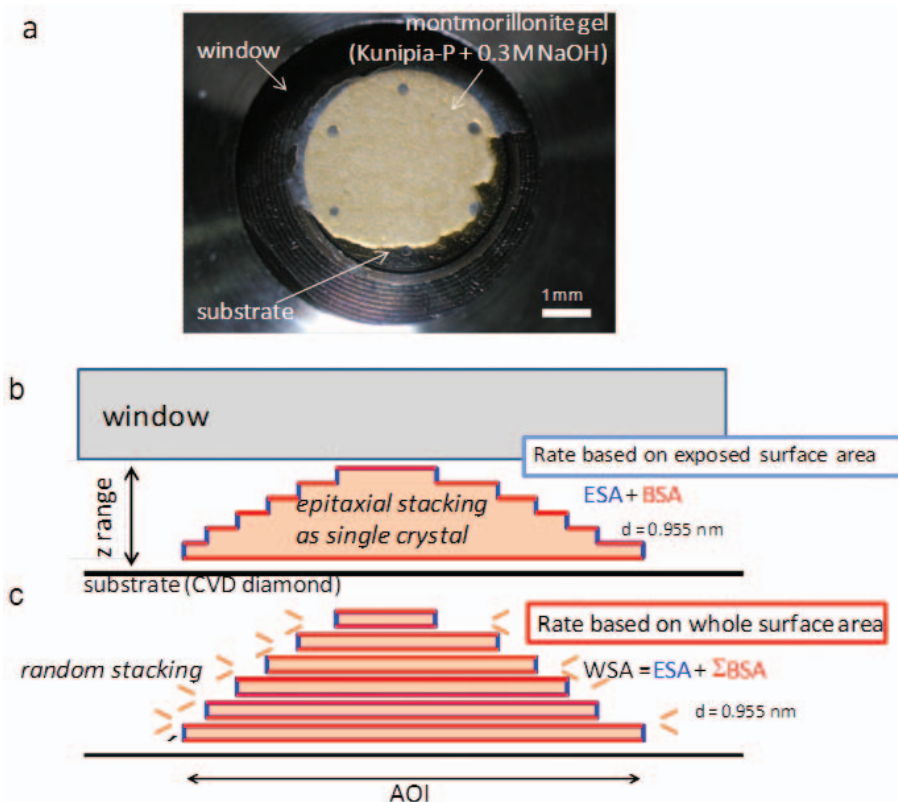 a
montmorillonite gel
window
(Kunipia-P + 0.3M NaOH)
substrate
1mm
b
window
Rate based on exposed surface area
z range
epitaxial stacking
as single crystal
ESA + BSA
d = 0.955 nm
substrate (CVD diamond)
c
Rate based on whole surface area
random stacking
WSA = ESA + ΣBSA
d = 0.955 nm
AOI